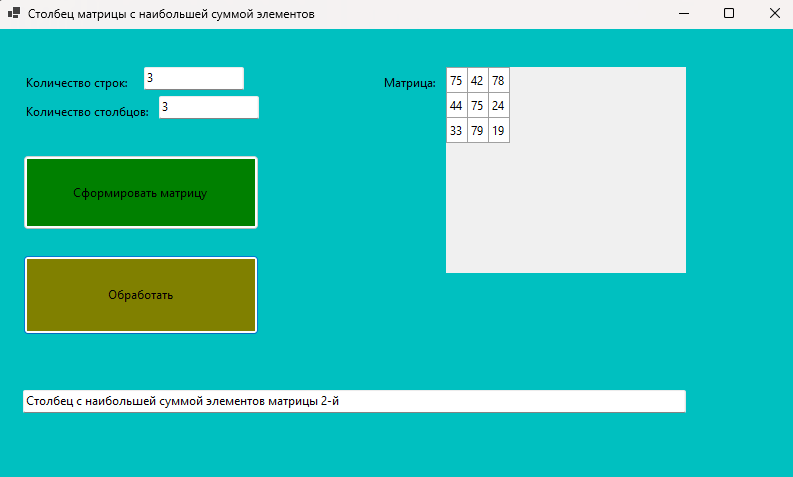 Столбец матрицы с наибольшей суммой элементов
Количество строк: 3
Количество столбцов: 3
Матрица:
75 42 78
44 75 24
33 79 19
Сформировать матрицу
Обработать
Столбец с наибольшей суммой элементов матрицы 2-й